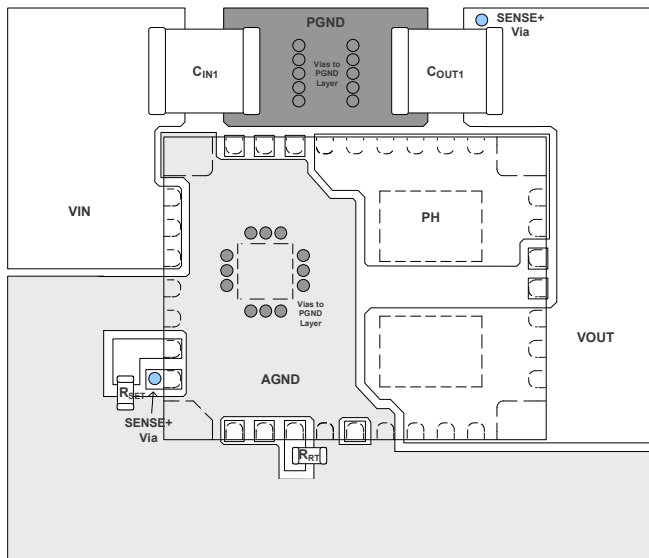 PGND
SENSE+
Via
CIN1
Vias to
PGND
Layer
COUT1
VIN
PH
Vias to
PGND
Layer
VOUT
AGND
RSET
SENSE+
Via
RRT